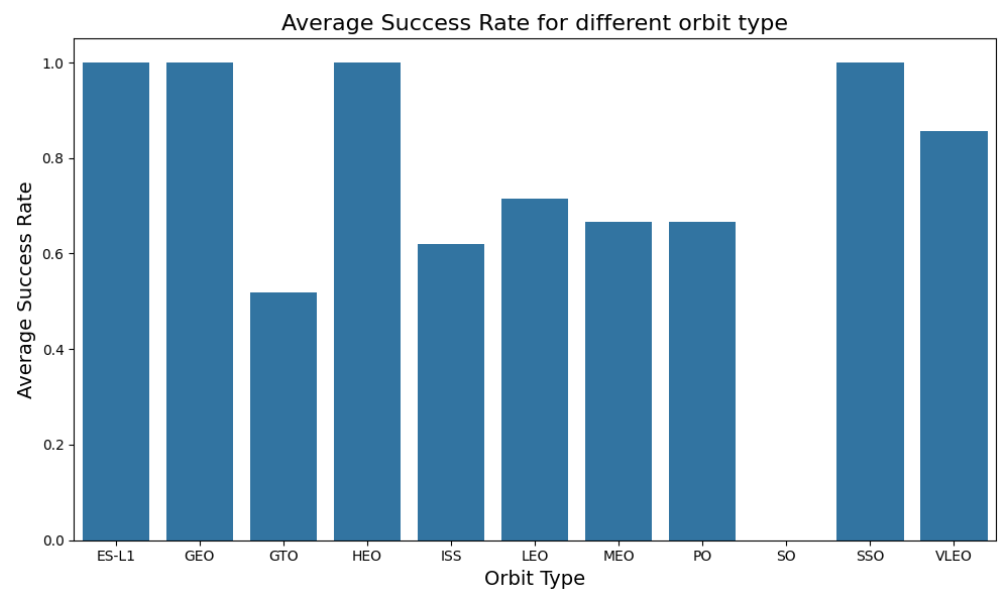 Average Success Rate for different orbit type
Average Success Rate
1.0
0.8
0.6
0.4
0.2
0.0
ES-L1 GEO GTO HEO ISS LEO MEO PO SO SSO VLEO
Orbit Type